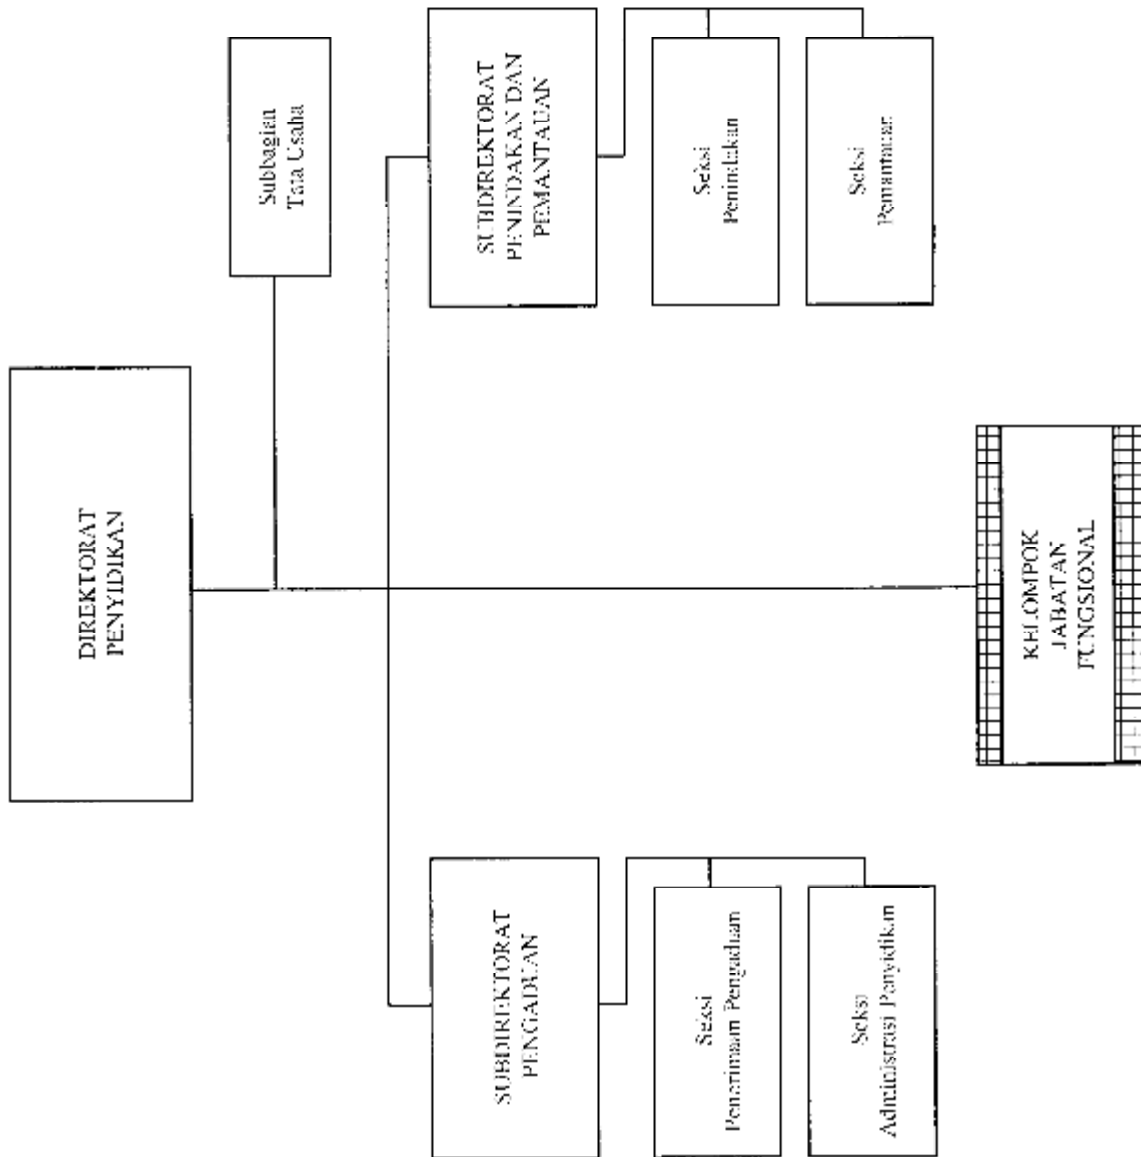 DIREKTORAT
PENYIDIKAN
Subbagian
Tata Usaha
SUBDIREKTORAT
PENGADUAN
Seksi
Penerimaan Pengaduan
Seksi
Administrasi Penyidikan
SUBDIREKTORAT
PENINDAKAN DAN
PEMANTAUAN
Seksi
Penindakan
Seksi
Pemantauan
KELOMPOK
JABATAN
FUNGSIONAL